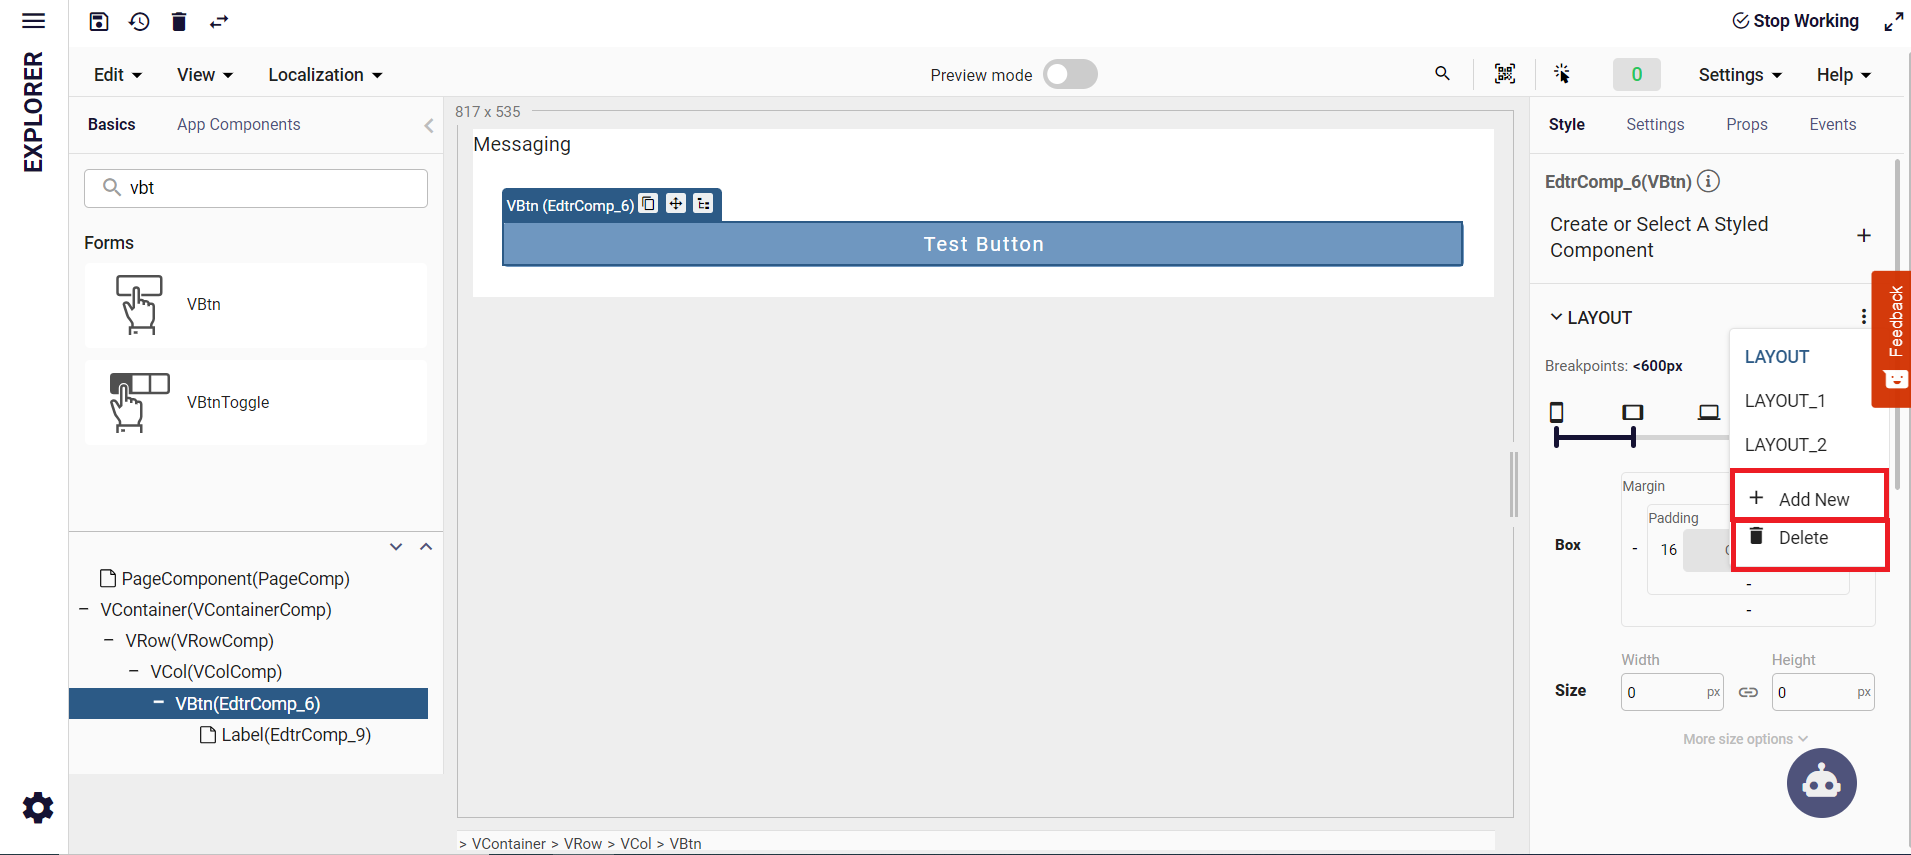 Stop Working
EXPLORER
Edit
View
Localization
Preview mode
0
Settings
Help
Basics
App Components
vbt
Forms
VBtn
VBtnToggle
PageComponent(PageComp)
VContainer(VContainerComp)
VRow(VRowComp)
VCol(VColComp)
VBtn(EdtrComp_6)
Label(EdtrComp_9)
817 x 535
Messaging
VBtn (EdtrComp_6)
Test Button
> VContainer > VRow > VCol > VBtn
Style
Settings
Props
Events
EdtrComp_6(VBtn)
Create or Select A Styled
Component
Feedback
LAYOUT
LAYOUT
Breakpoints: <600px
LAYOUT_1
LAYOUT_2
Margin
Add New
Padding
Delete
Box
-
16
-
-
Width
Height
Size
0
px
0
px
More size options